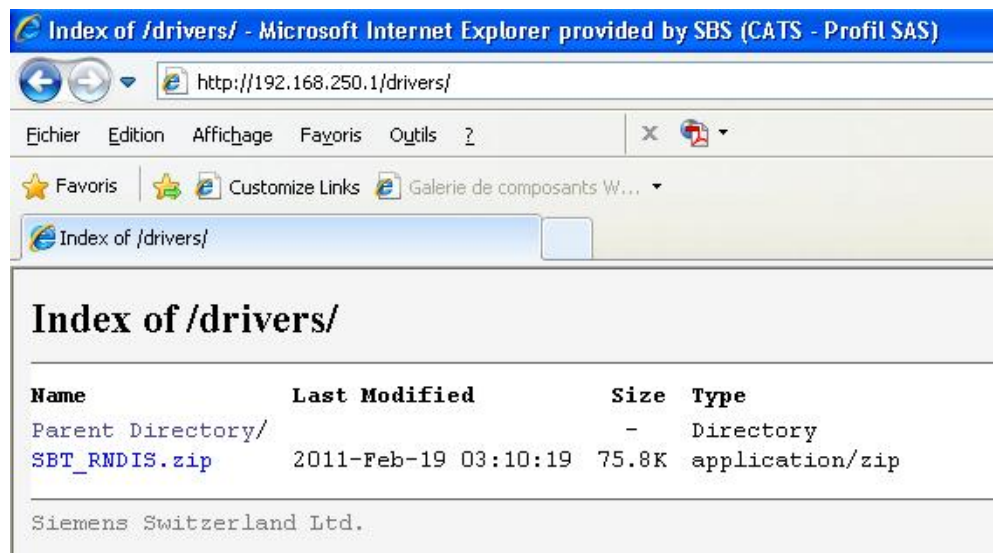 Index of /drivers/ - Microsoft Internet Explorer provided by SBS (CATS - Profil SAS)
http://192.168.250.1/drivers/
Fichier Edition Affichage Favoris Outils ?
Favoris Customize Links Galerie de composants W...
Index of /drivers/
Index of /drivers/
Name Last Modified Size Type
Parent Directory/ - Directory
SBT_RNDIS.zip 2011-Feb-19 03:10:19 75.8K application/zip
Siemens Switzerland Ltd.